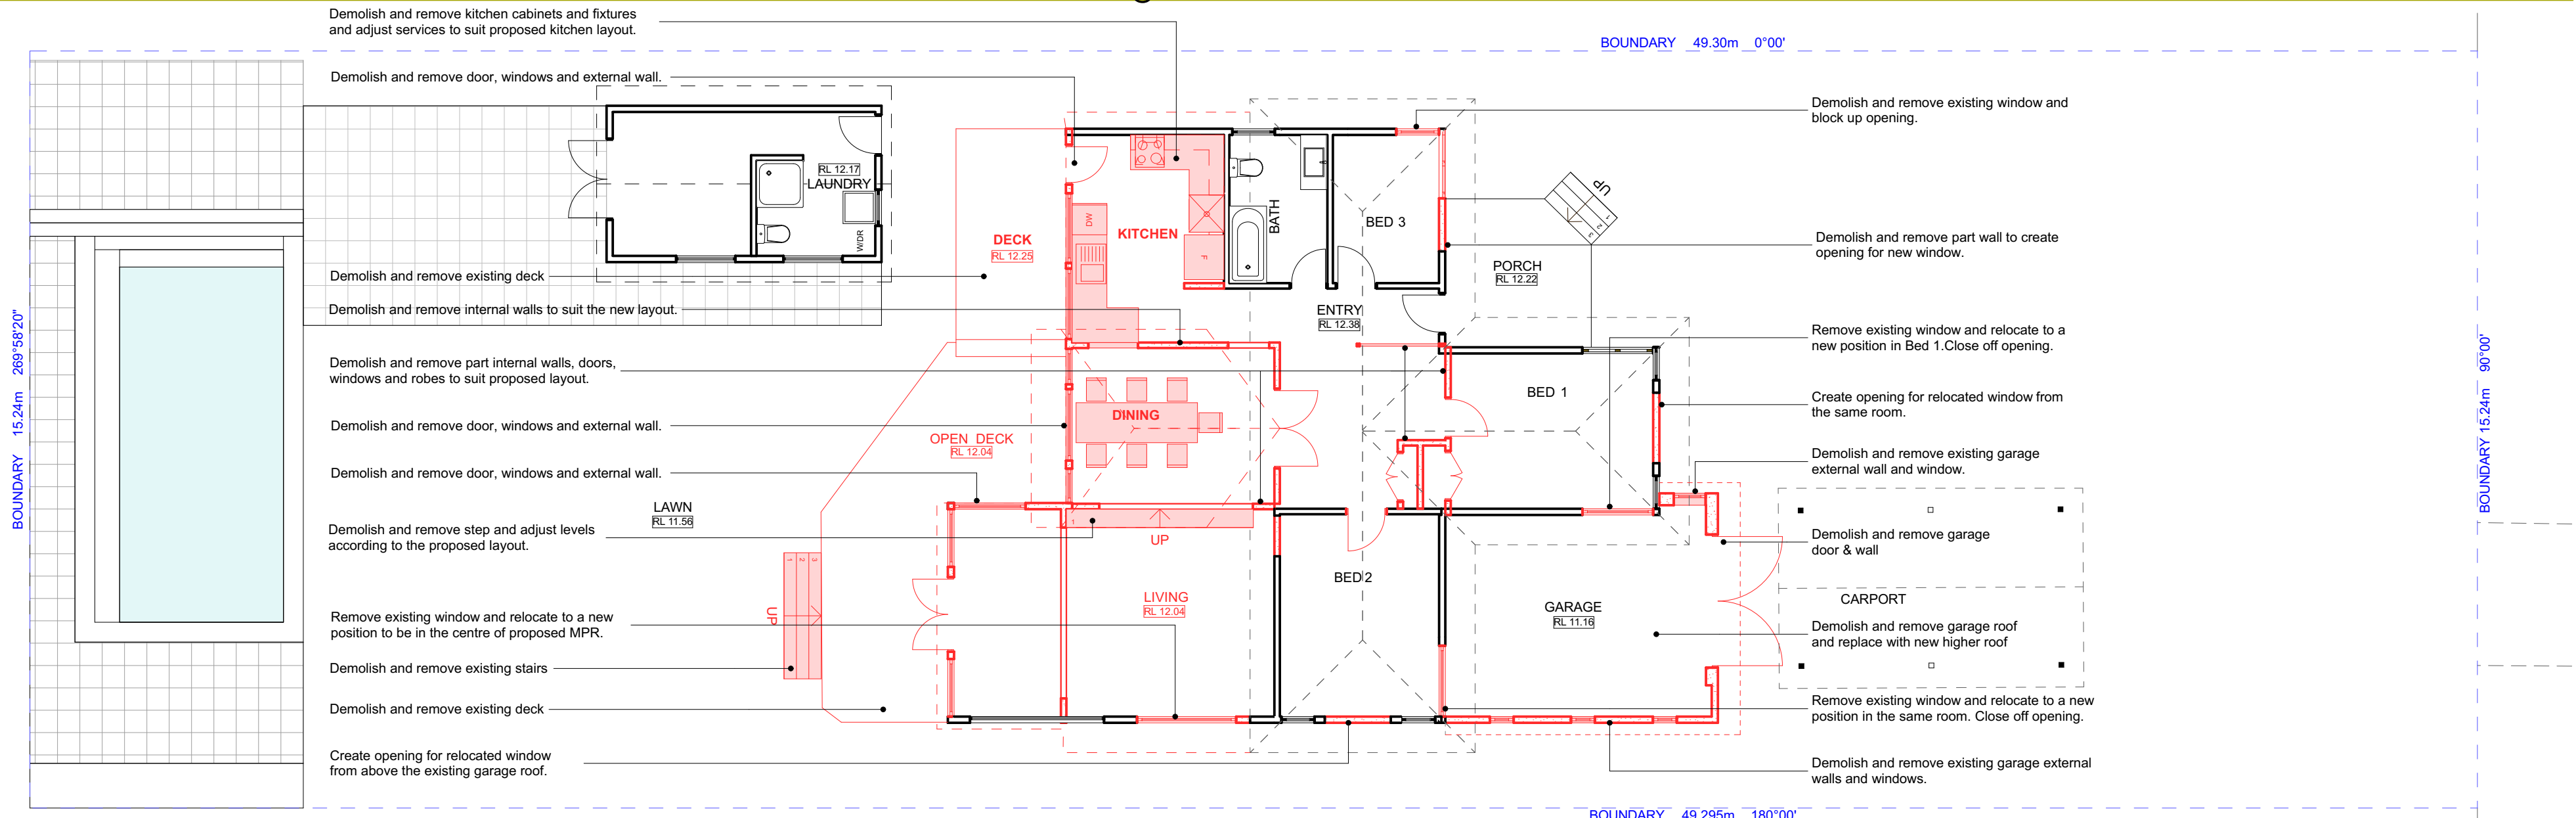 Demolish and remove kitchen cabinets and fixtures
and adjust services to suit proposed kitchen layout.
BOUNDARY 49.30m 0°00'
Demolish and remove door, windows and external wall.
Demolish and remove existing window and
block up opening.
RL 12.17
LAUNDRY
W/DR
DECK
RL 12.25
DW
KITCHEN
F
BATH
BED 3
UP
1
2
3
PORCH
RL 12.22
Demolish and remove part wall to create
opening for new window.
Demolish and remove existing deck
Demolish and remove internal walls to suit the new layout.
ENTRY
RL 12.38
BOUNDARY 15.24m 269°58'20"
Remove existing window and relocate to a
new position in Bed 1.Close off opening.
Demolish and remove part internal walls, doors,
windows and robes to suit proposed layout.
BED 1
BOUNDARY 15.24m 90°00'
Create opening for relocated window from
the same room.
DINING
Demolish and remove door, windows and external wall.
OPEN DECK
RL 12.04
Demolish and remove existing garage
external wall and window.
Demolish and remove door, windows and external wall.
LAWN
RL 11.56
1
UP
Demolish and remove step and adjust levels
according to the proposed layout.
Demolish and remove garage
door & wall
1
2
3
UP
BED 2
LIVING
RL 12.04
GARAGE
RL 11.16
CARPORT
Remove existing window and relocate to a new
position to be in the centre of proposed MPR.
Demolish and remove garage roof
and replace with new higher roof
Demolish and remove existing stairs
Demolish and remove existing deck
Remove existing window and relocate to a new
position in the same room. Close off opening.
Create opening for relocated window
from above the existing garage roof.
Demolish and remove existing garage external
walls and windows.
BOUNDARY 49.295m 180°00'